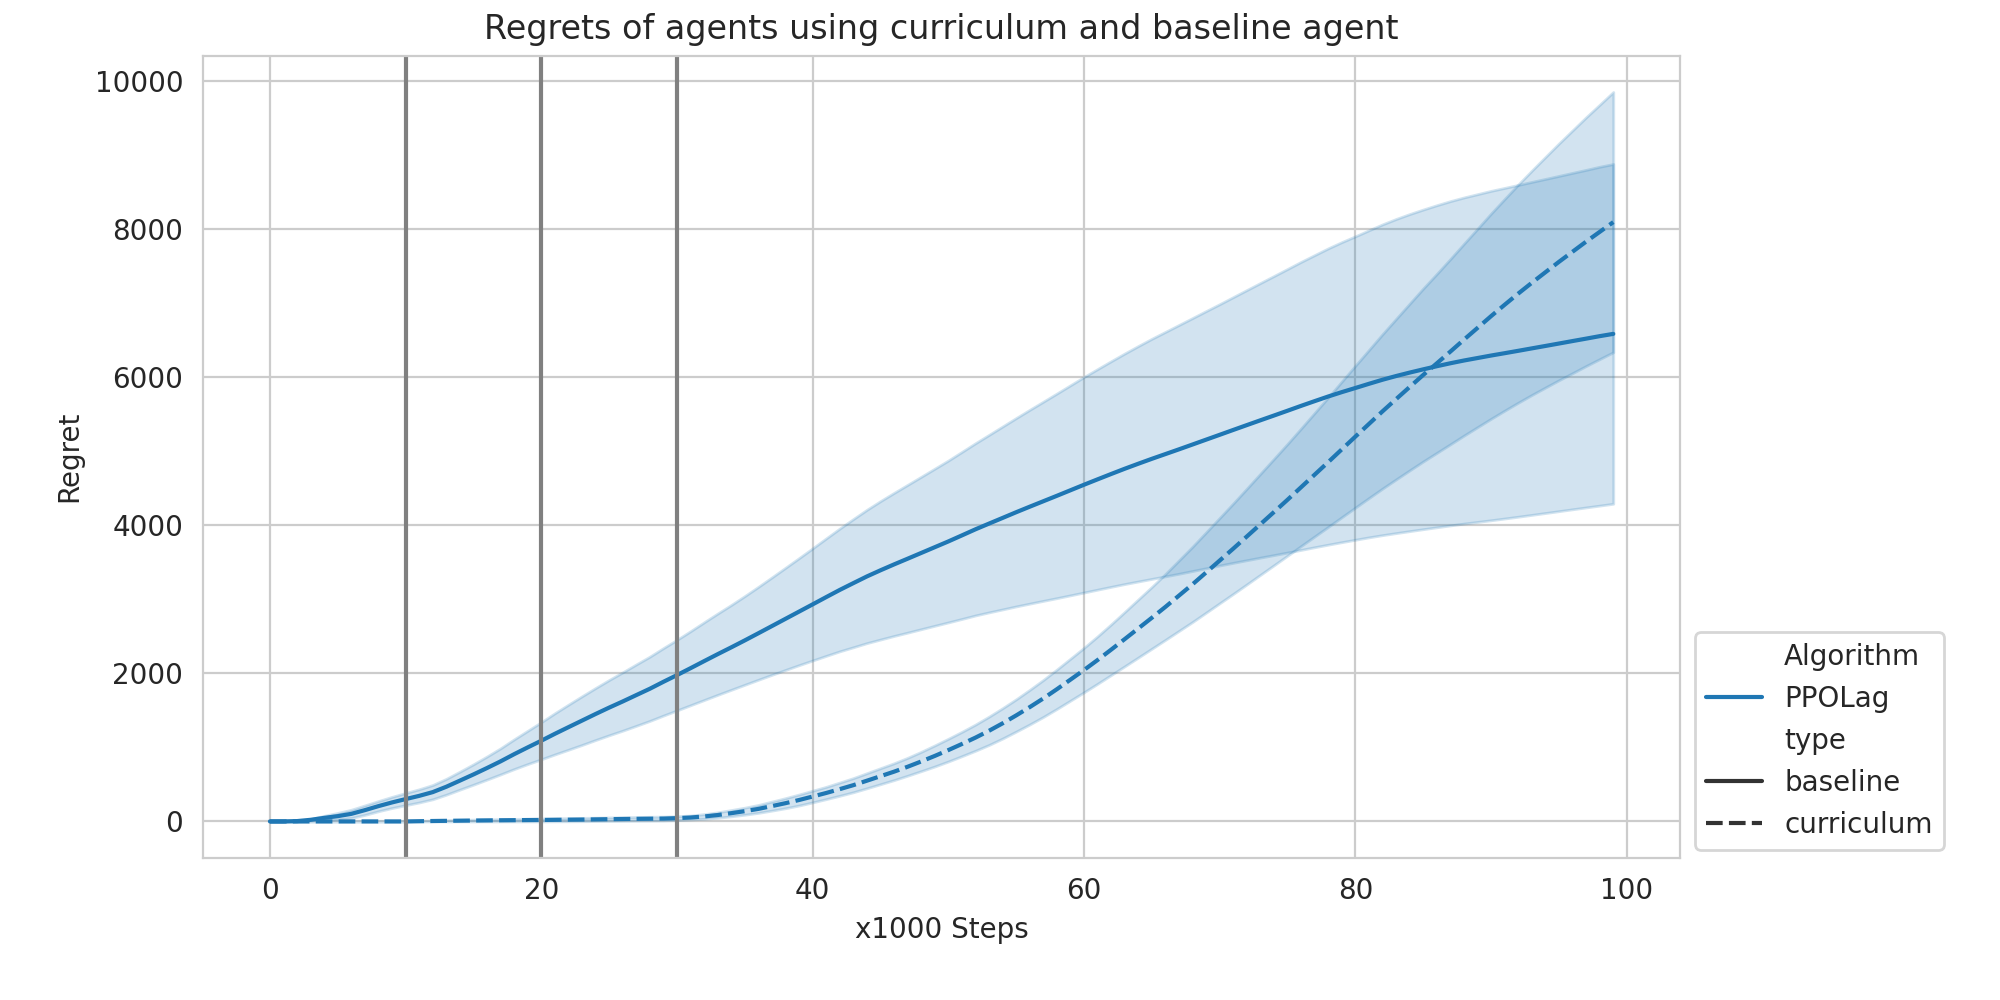 Regrets of agents using curriculum and baseline agent
10000
8000
6000
4000
2000
0
Regret
0 20 40 60 80 100
x1000 Steps
Algorithm
PPOLag
type
baseline
curriculum